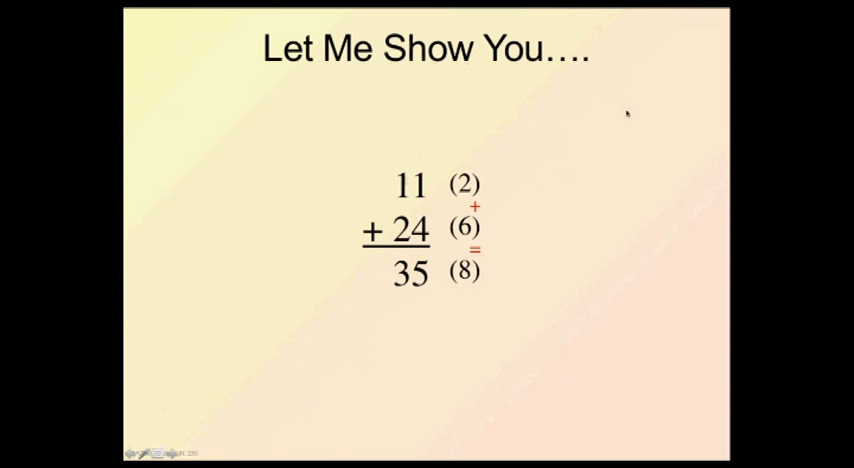 Let Me Show You....
11 (2)
+
+ 24 (6)
=
35 (8)